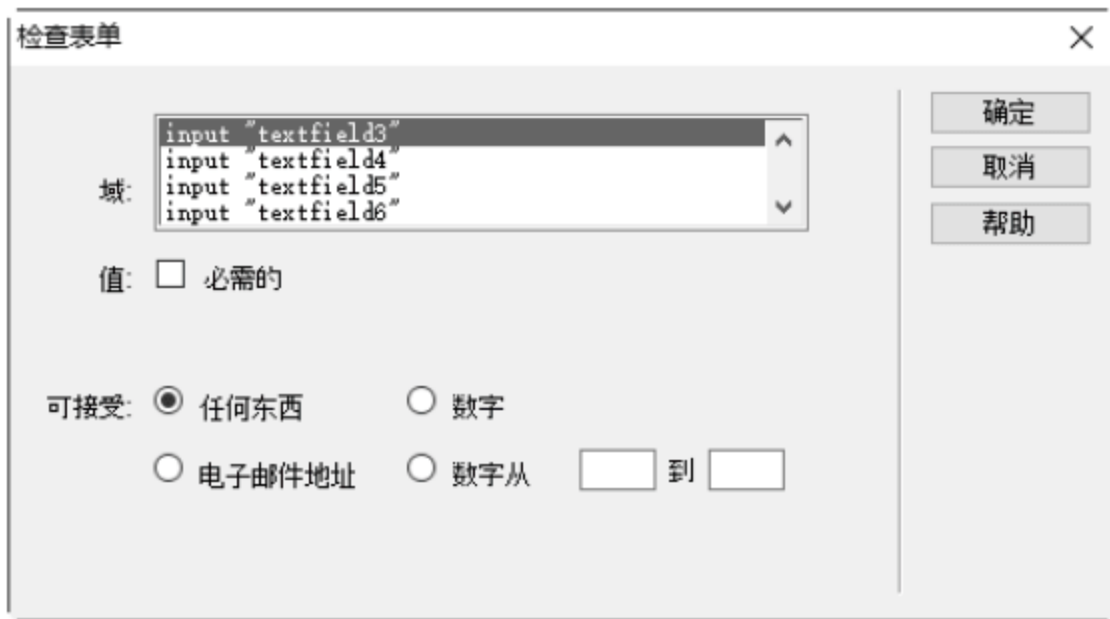 检查表单
input "textfield3"
input "textfield4"
input "textfield5"
input "textfield6"
域:
值: 必需的
可接受: 任何东西 数字
电子邮件地址 数字从 到
确定
取消
帮助